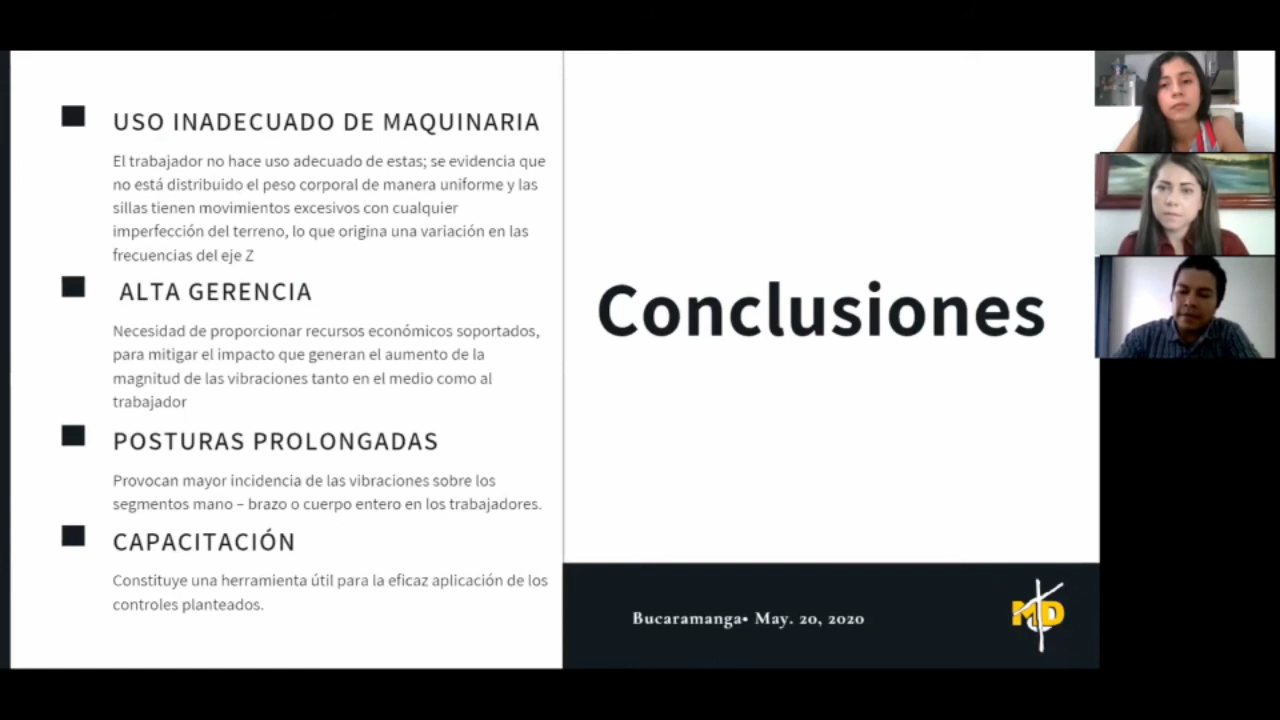 USO INADECUADO DE MAQUINARIA
El trabajador no hace uso adecuado de estas; se evidencia que
no está distribuido el peso corporal de manera uniforme y las
sillas tienen movimientos excesivos con cualquier
imperfección del terreno, lo que origina una variación en las
frecuencias del eje Z
ALTA GERENCIA
Necesidad de proporcionar recursos económicos soportados,
para mitigar el impacto que generan el aumento de la
magnitud de las vibraciones tanto en el medio como al
trabajador
POSTURAS PROLONGADAS
Provocan mayor incidencia de las vibraciones sobre los
segmentos mano – brazo o cuerpo entero en los trabajadores.
CAPACITACIÓN
Constituye una herramienta útil para la eficaz aplicación de los
controles planteados.
Conclusiones
Bucaramanga• May. 20, 2020
MD